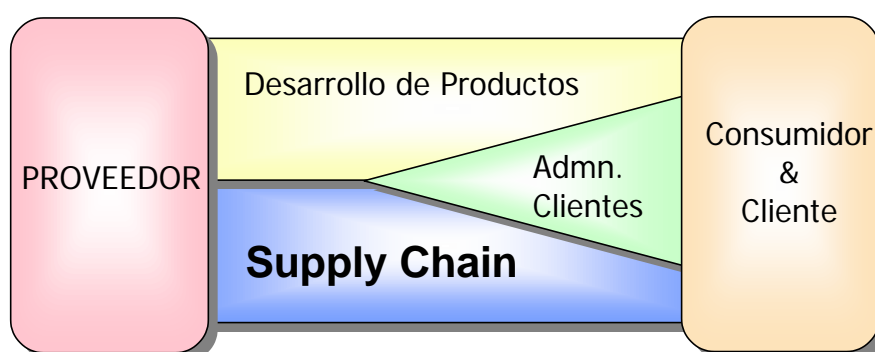 PROVEEDOR
Desarrollo de Productos
Admn.
Clientes
Supply Chain
Consumidor
&
Cliente